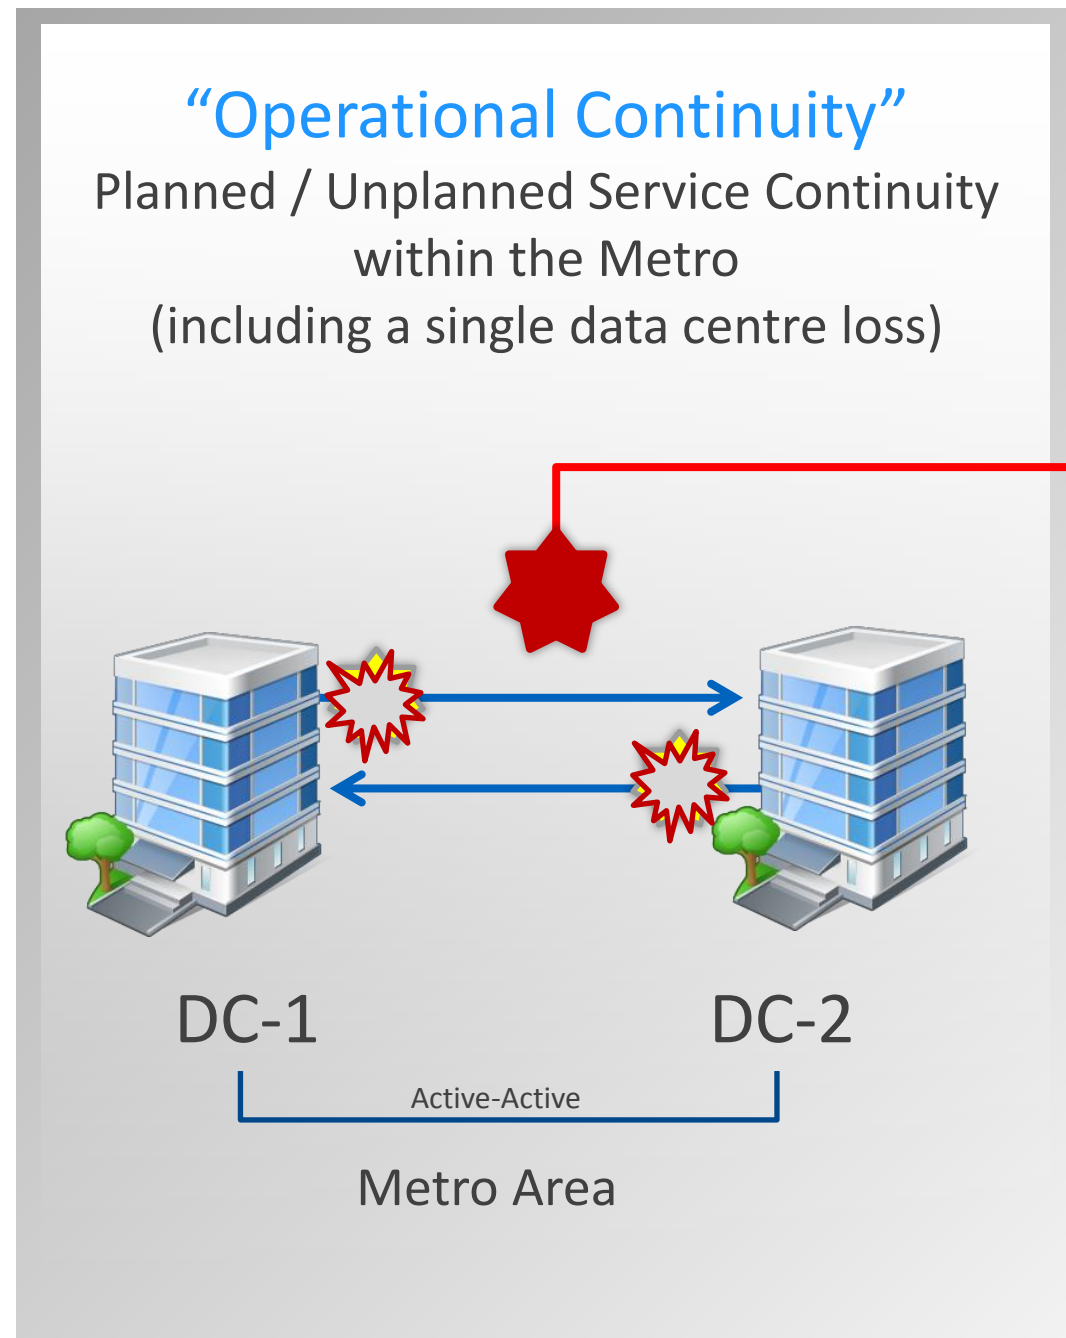 “Operational Continuity”
Planned / Unplanned Service Continuity
within the Metro
(including a single data centre loss)
DC-1
DC-2
Active-Active
Metro Area